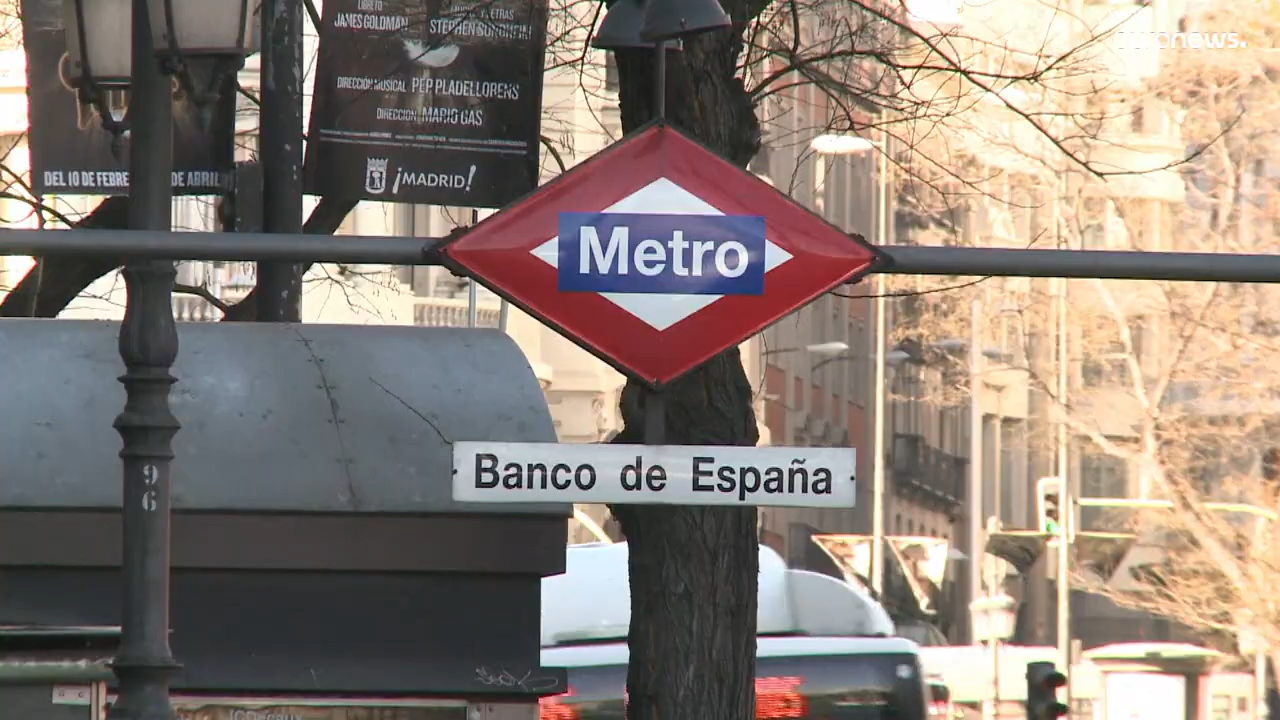 LIBRETO
JAMES GOLDMAN
STEPHEN SONDHEIM
DIRECCIÓN MUSICAL PEP PLADELLORENS
DIRECCIÓN MARIO GAS
¡MADRID!
DEL 10 DE FEBRE DE ABRIL
euronews.
Metro
Banco de España
96